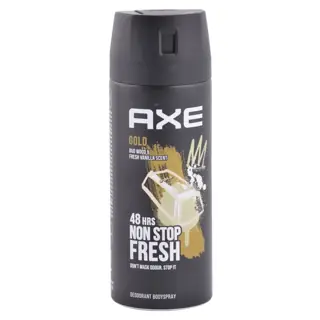 AXE
GOLD
OUD WOOD &
FRESH VANILLA SCENT
48 HRS
NON STOP
FRESH
DON'T MASK ODOUR, STOP IT
DEODORANT BODYSPRAY